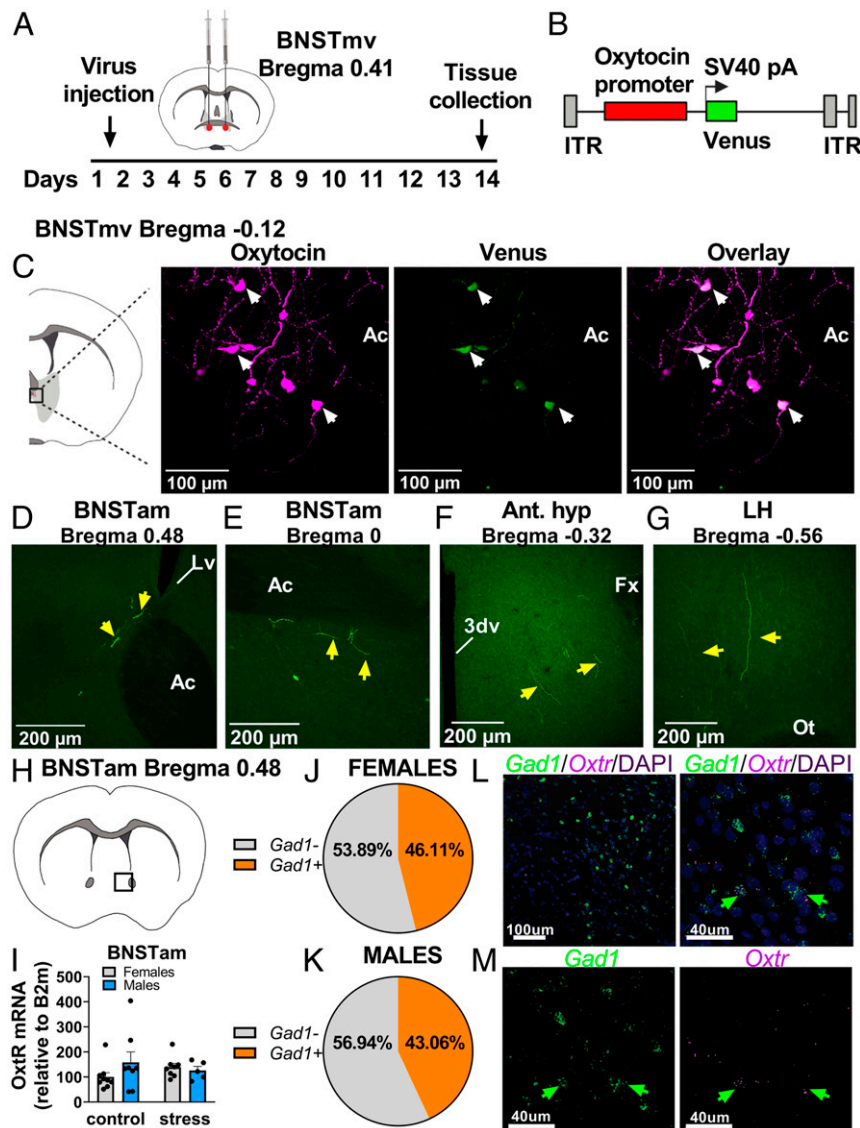 A
Virus
injection
BNSTmv
Bregma 0.41
Tissue
collection
Days 1 2 3 4 5 6 7 8 9 10 11 12 13 14
B
Oxytocin
promoter
SV40 pA
ITR
Venus
ITR
BNSTmv Bregma -0.12
C
Oxytocin
Venus
Overlay
Ac
Ac
Ac
100 µm
100 µm
100 µm
D
BNSTam
Bregma 0.48
Lv
Ac
200 µm
E
BNSTam
Bregma 0
Ac
200 µm
F
Ant. hyp
Bregma -0.32
Fx
3dv
200 µm
G
LH
Bregma -0.56
Ot
200 µm
H
BNSTam Bregma 0.48
I
BNSTam
Females
Males
OxtR mRNA
(relative to B2m)
500
400
300
200
100
0
control
stress
J
FEMALES
Gad1-
Gad1+
53.89%
46.11%
K
MALES
Gad1-
Gad1+
56.94%
43.06%
L
Gad1/Oxtr/DAPI
Gad1/Oxtr/DAPI
100um
40um
M
Gad1
Oxtr
40um
40um